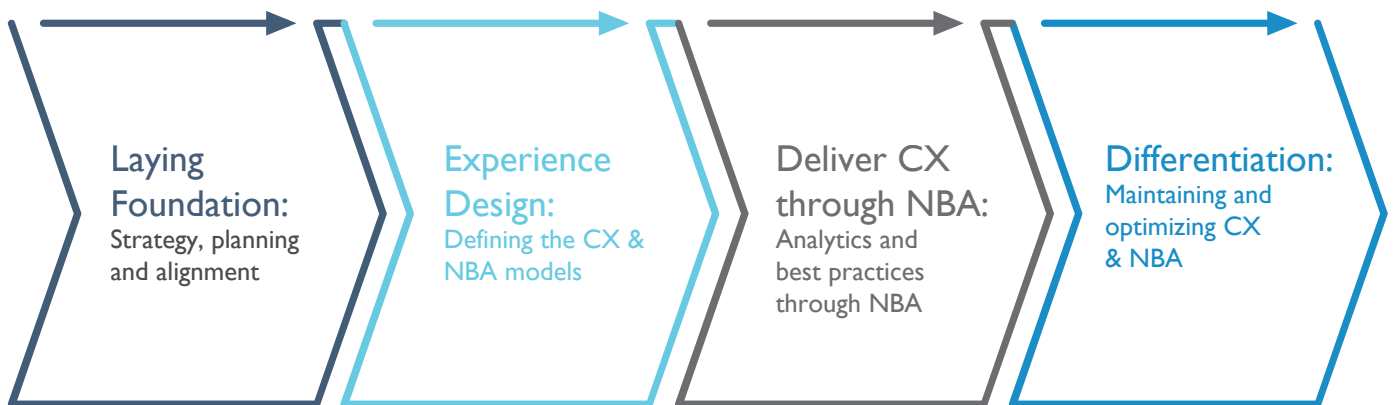 Laying
Foundation:
Strategy, planning
and alignment
Experience
Design:
Defining the CX &
NBA models
Deliver CX
through NBA:
Analytics and
best practices
through NBA
Differentiation:
Maintaining and
optimizing CX
& NBA